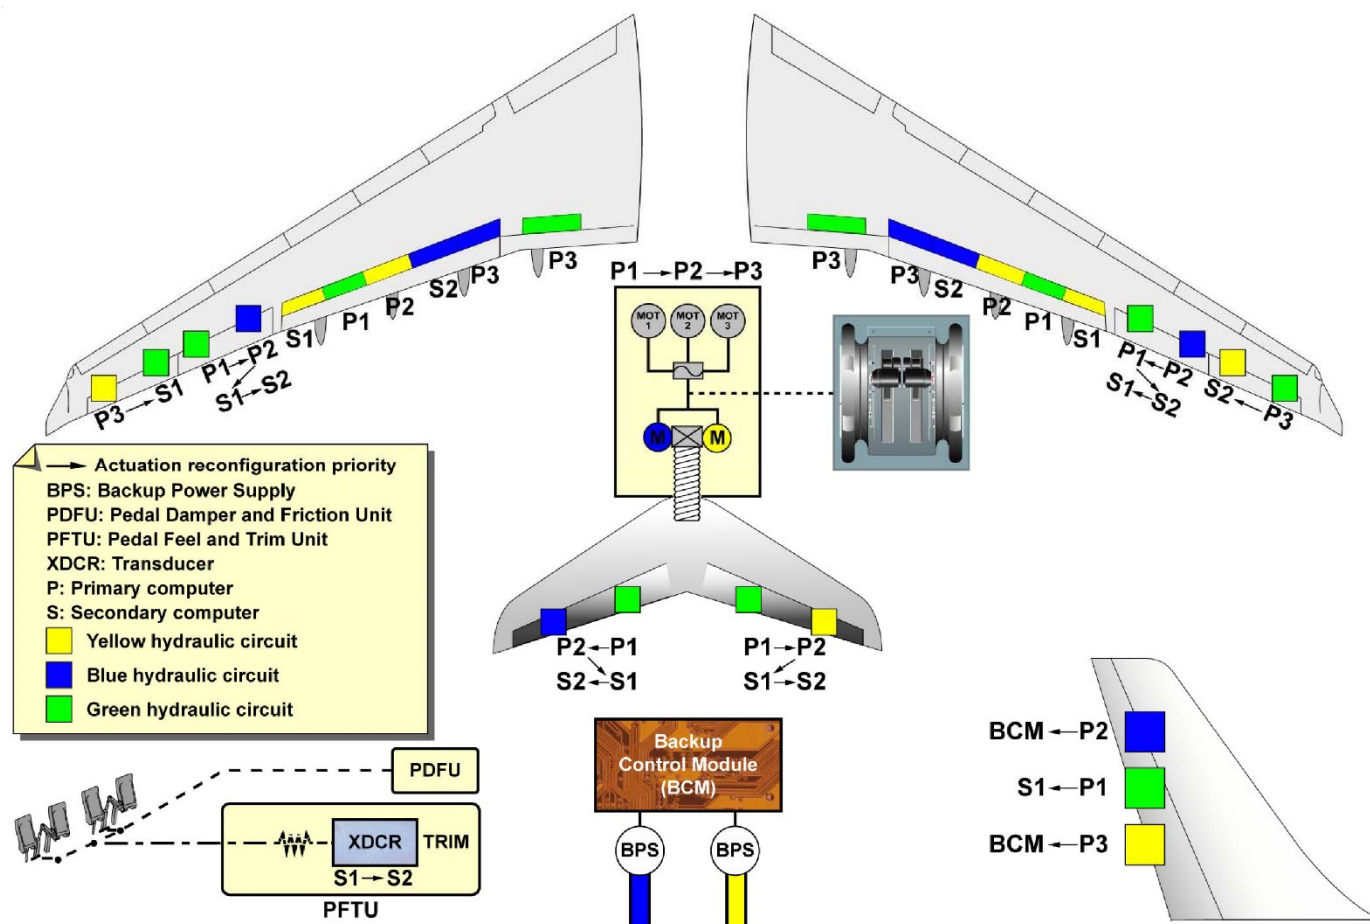 P3
P3
S2
P2
P1
S1
P1→P2
S1→S2
P3→S1
P1→P2→P3
MOT
1
MOT
2
MOT
3
M
M
P3
P3
S2
P2
P1
S1
P1←P2
S1←S2
S2←P3
→ Actuation reconfiguration priority
BPS: Backup Power Supply
PDFU: Pedal Damper and Friction Unit
PFTU: Pedal Feel and Trim Unit
XDCR: Transducer
P: Primary computer
S: Secondary computer
Yellow hydraulic circuit
Blue hydraulic circuit
Green hydraulic circuit
P2←P1
S2←S1
P1→P2
S1→S2
Backup
Control Module
(BCM)
BPS
BPS
BCM←P2
S1←P1
BCM←P3
PDFU
XDCR
TRIM
S1→S2
PFTU